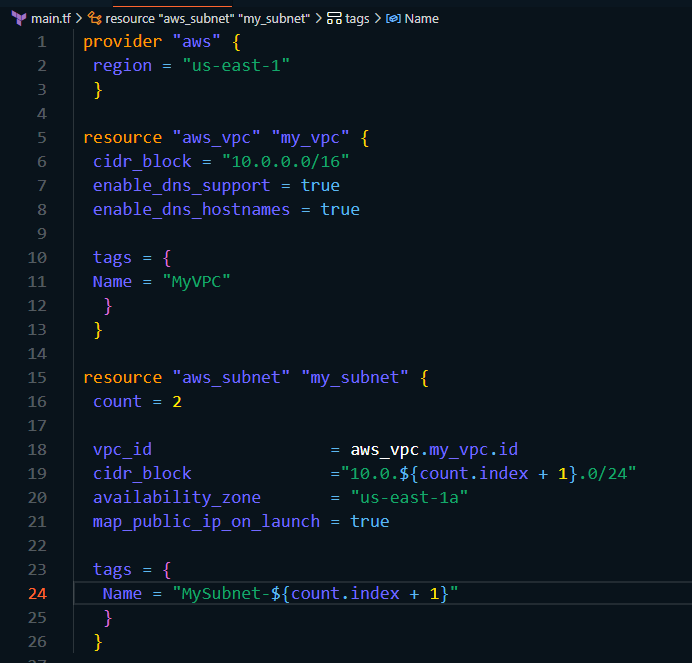 main.tf > resource "aws_subnet" "my_subnet" > tags > Name
1 provider "aws" {
2 region = "us-east-1"
3 }
4
5 resource "aws_vpc" "my_vpc" {
6 cidr_block = "10.0.0.0/16"
7 enable_dns_support = true
8 enable_dns_hostnames = true
9
10 tags = {
11 Name = "MyVPC"
12 }
13 }
14
15 resource "aws_subnet" "my_subnet" {
16 count = 2
17
18 vpc_id = aws_vpc.my_vpc.id
19 cidr_block ="10.0.${count.index + 1}.0/24"
20 availability_zone = "us-east-1a"
21 map_public_ip_on_launch = true
22
23 tags = {
24 Name = "MySubnet-${count.index + 1}"
25 }
26 }
27